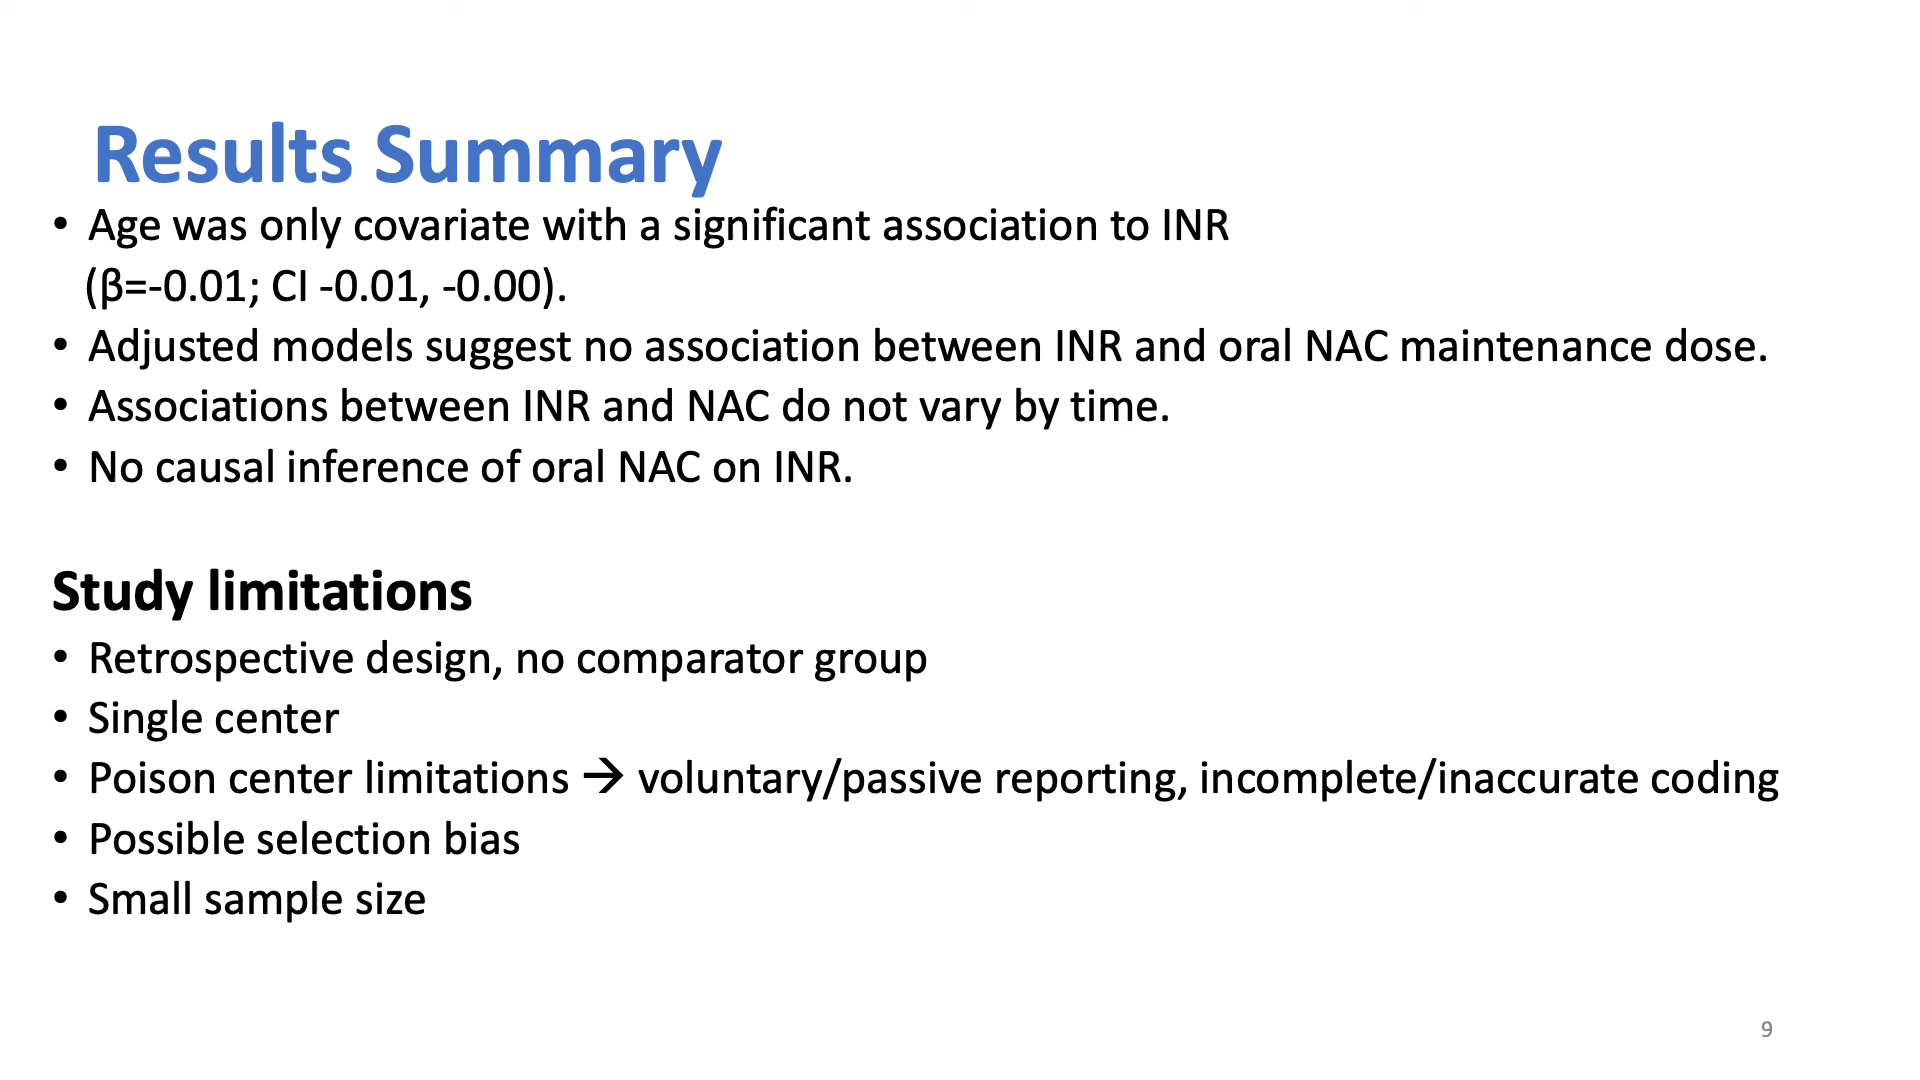 Results Summary
• Age was only covariate with a significant association to INR
(β=-0.01; CI -0.01, -0.00).
• Adjusted models suggest no association between INR and oral NAC maintenance dose.
• Associations between INR and NAC do not vary by time.
• No causal inference of oral NAC on INR.
Study limitations
• Retrospective design, no comparator group
• Single center
• Poison center limitations → voluntary/passive reporting, incomplete/inaccurate coding
• Possible selection bias
• Small sample size
9